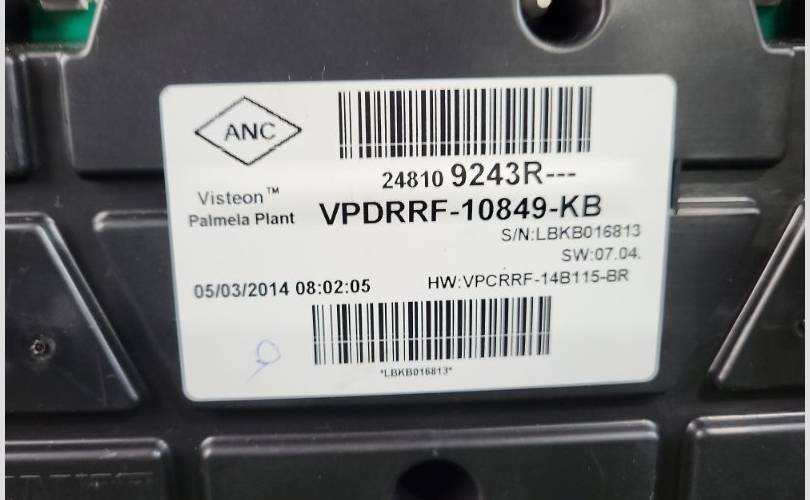 ANC
24810 9243R---
Visteon™
Palmela Plant
VPDRRF-10849-KB
S/N:LBKB016813
SW:07.04.
05/03/2014 08:02:05
HW:VPCRRF-14B115-BR
*LBKB016813*